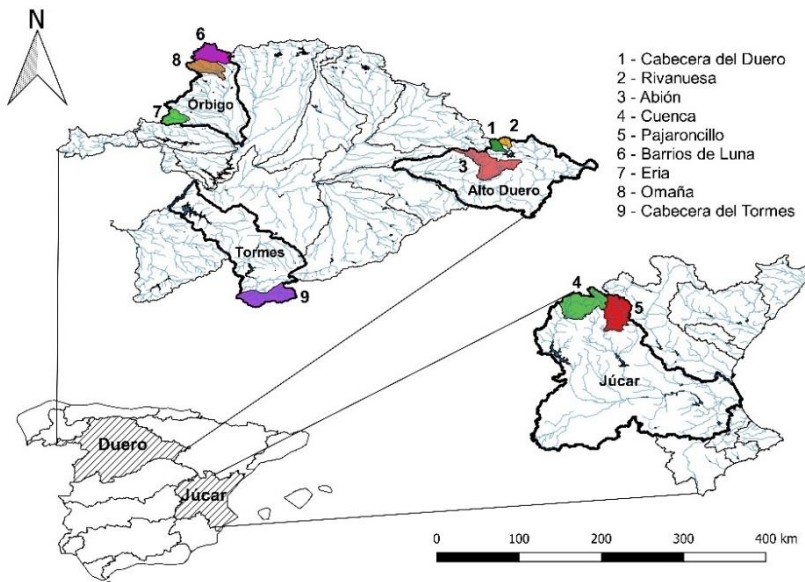 N
6
8
Órbigo
7
1
2
3
Alto Duero
Tormes
9
1 - Cabecera del Duero
2 - Rivanuesa
3 - Abión
4 - Cuenca
5 - Pajaroncillo
6 - Barrios de Luna
7 - Eria
8 - Omaña
9 - Cabecera del Tormes
4
5
Júcar
Duero
Júcar
0 100 200 300 400 km